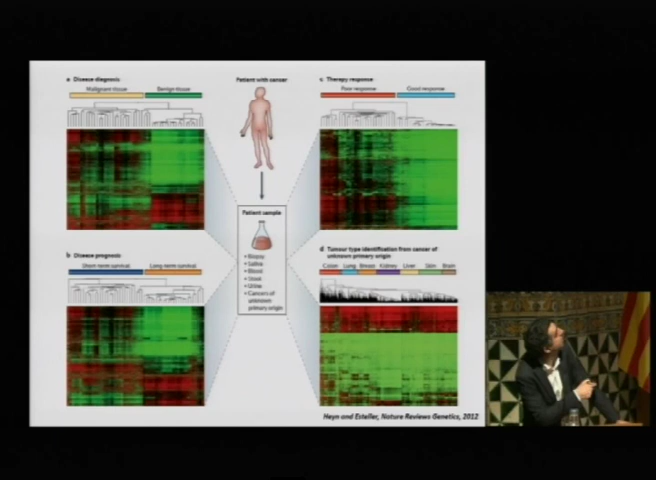 a Disease diagnosis
Malignant tissue
Benign tissue
Patient with cancer
c Therapy response
Poor response
Good response
Patient sample
• Biopsy
• Saliva
• Blood
• Stool
• Urine
• Cancers of
unknown
primary origin
b Disease prognosis
Short-term survival
Long-term survival
d Tumour type identification from cancer of
unknown primary origin
Colon Lung Breast Kidney Liver Skin Brain
Heyn and Esteller, Nature Reviews Genetics, 2012